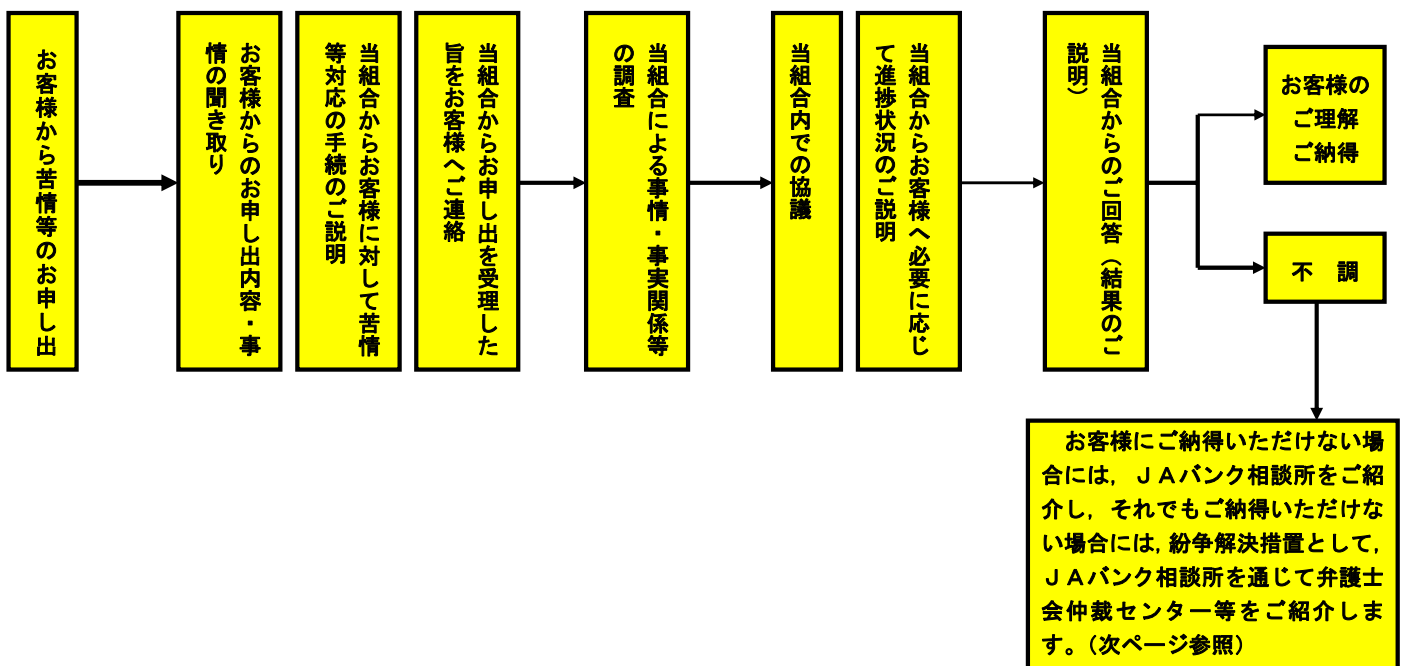 お客様から苦情等のお申し出
お客様からのお申し出内容・事
情の聞き取り
当組合からお客様に対して苦情
等対応の手続のご説明
当組合からお申し出を受理した
旨をお客様へご連絡
当組合による事情・事実関係等
の調査
当組合内での協議
当組合からお客様へ必要に応じ
て進捗状況のご説明
当組合からのご回答（結果のご
説明）
お客様の
ご理解
ご納得
不　調
　お客様にご納得いただけない場
合には，ＪＡバンク相談所をご紹
介し，それでもご納得いただけな
い場合には，紛争解決措置として，
ＪＡバンク相談所を通じて弁護士
会仲裁センター等をご紹介しま
す。（次ページ参照）